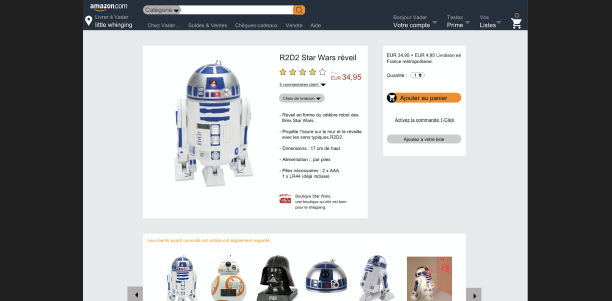 amazon.com
Catégorie
Livrer à Vader
little whinging
Chez Vader...
Soldes & Ventes
Chèques-cadeaux
Vendre
Aide
Bonjour Vader
Votre compte
Testez
Prime
Vos
Listes
0
R2D2 Star Wars réveil
EUR 34,95
5 commentaires client
Choix de livraison
- Réveil en forme du célèbre robot des
films Star Wars.
- Projette l'heure sur le mur et le réveille
avec les sons typiques R2D2.
- Dimensions : 17 cm de haut
- Alimentation : par piles
- Piles nécessaires : 2 x AAA,
1 x LR44 (déjà incluse)
Boutique Star Wars,
une boutique qu'elle est bien
pour le shopping.
EUR 34,95 + EUR 4,95 Livraison en
France métropolitaine.
Quantité : 1
Ajouter au panier
Activez la commande 1-Click
Ajoutez à votre liste
Les clients ayant consulté cet article ont également regardé